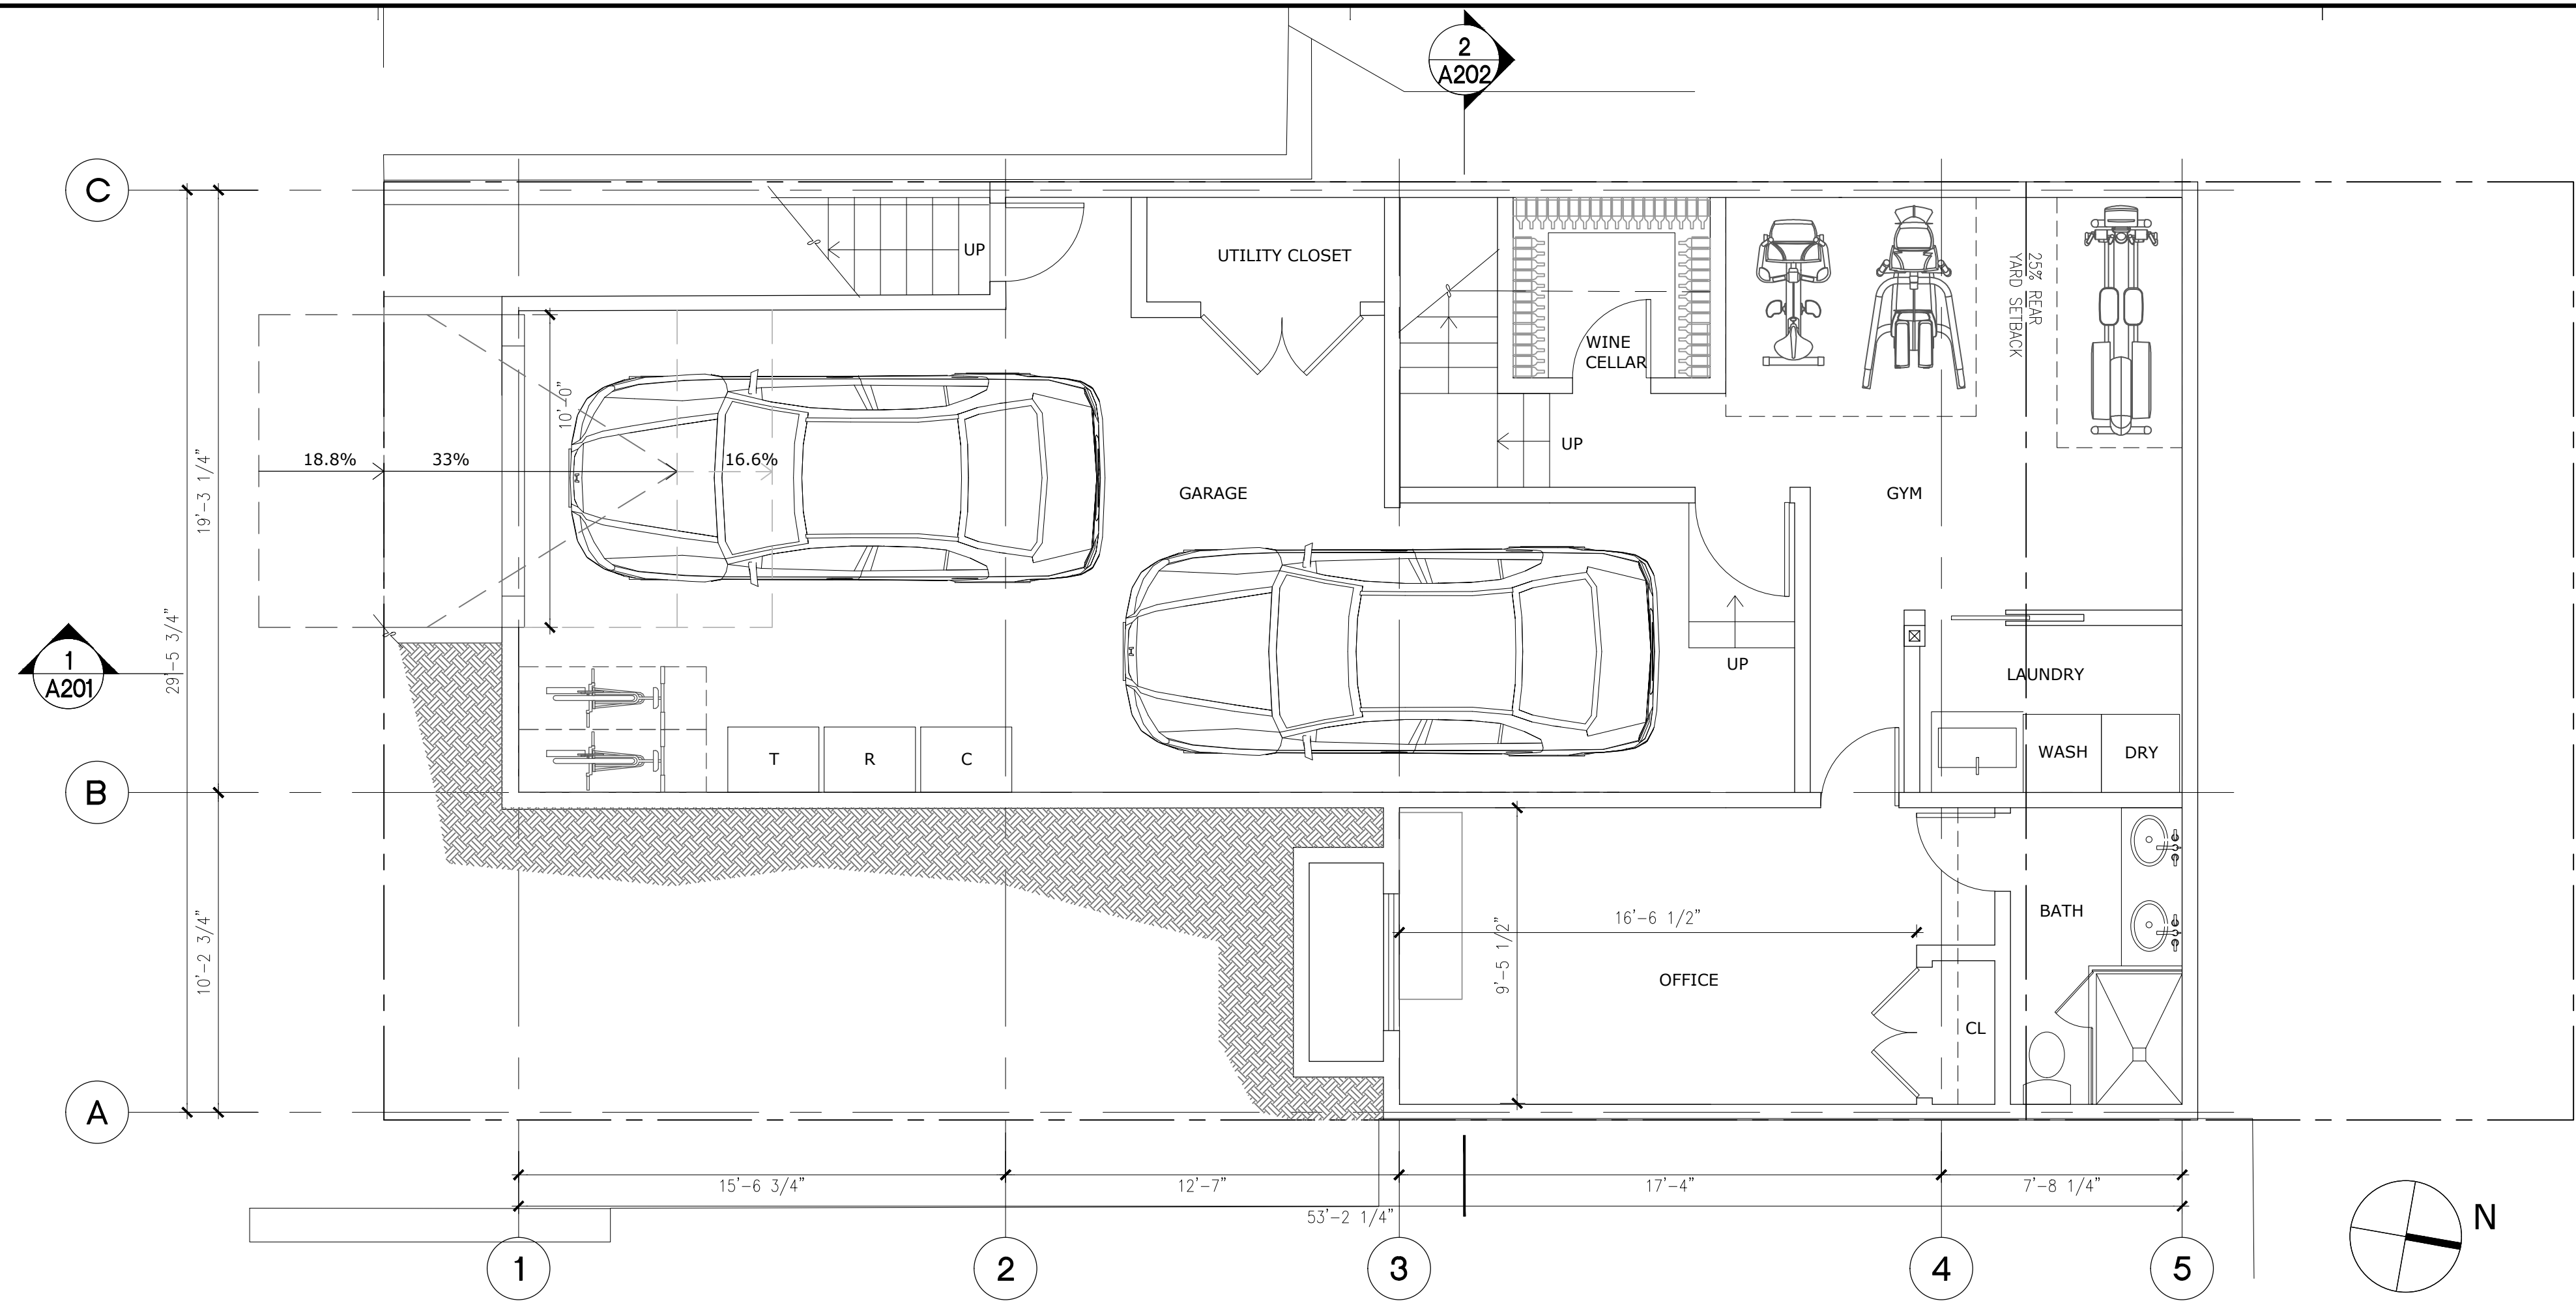 2
A202
C
UP
UTILITY CLOSET
25% REAR
YARD SETBACK
WINE
CELLAR
10'-0"
18.8%
33%
16.6%
UP
GARAGE
GYM
19'-3 1/4"
29'-5 3/4"
1
A201
UP
LAUNDRY
T
R
C
WASH
DRY
B
10'-2 3/4"
16'-6 1/2"
9'-5 1/2"
BATH
OFFICE
CL
A
15'-6 3/4"
12'-7"
17'-4"
7'-8 1/4"
53'-2 1/4"
N
1
2
3
4
5